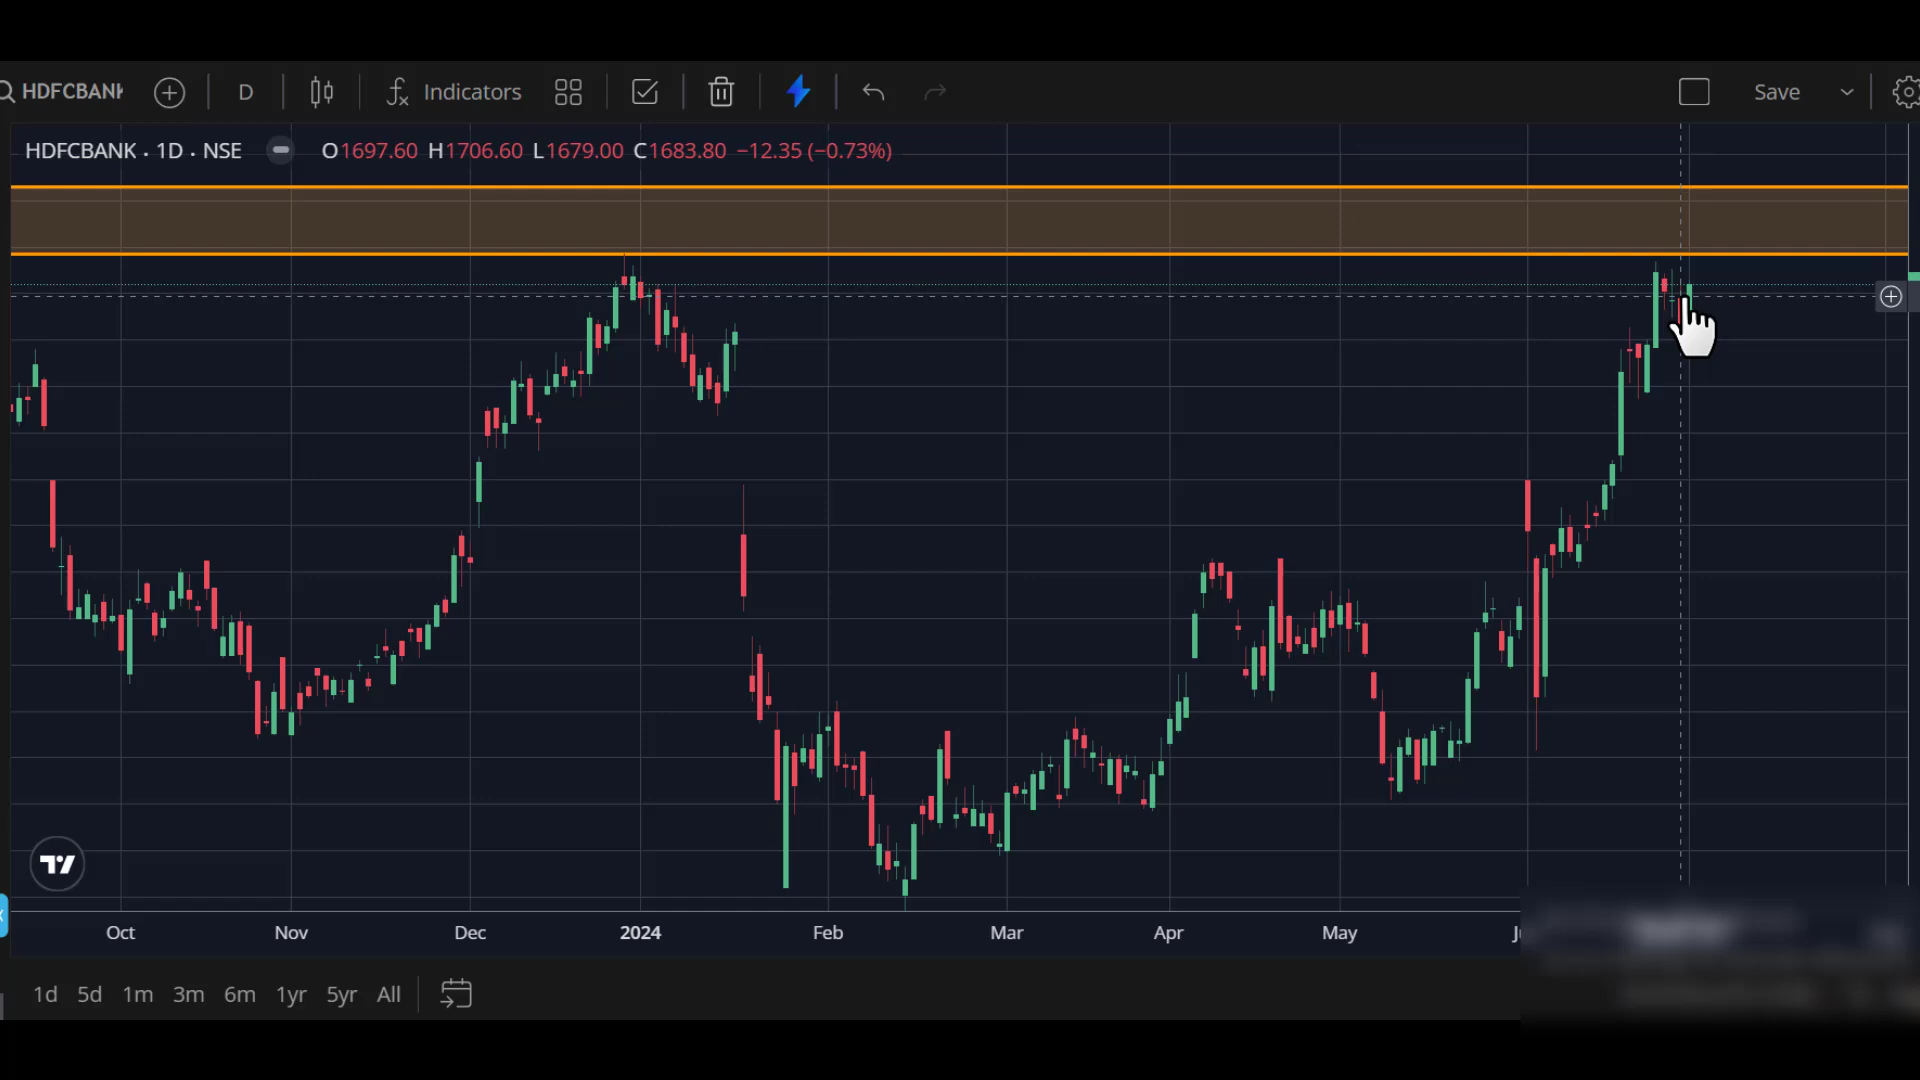 HDFCBANK D Indicators Save
HDFCBANK · 1D · NSE O1697.60 H1706.60 L1679.00 C1683.80 −12.35 (−0.73%)
Oct Nov Dec 2024 Feb Mar Apr May
1d 5d 1m 3m 6m 1yr 5yr All